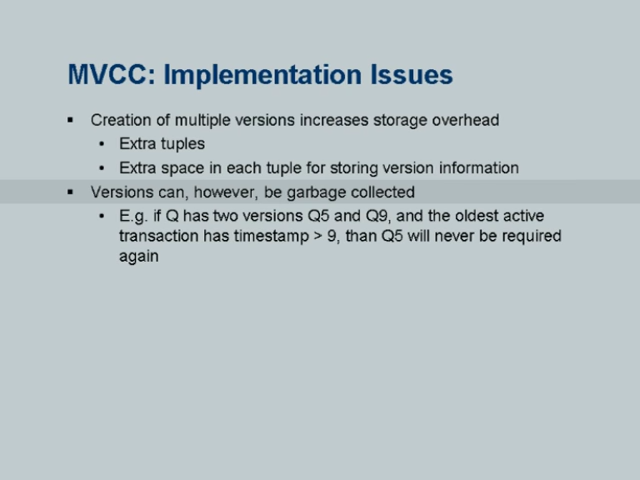 MVCC: Implementation Issues
▪ Creation of multiple versions increases storage overhead
• Extra tuples
• Extra space in each tuple for storing version information
▪ Versions can, however, be garbage collected
• E.g. if Q has two versions Q5 and Q9, and the oldest active
transaction has timestamp > 9, than Q5 will never be required
again